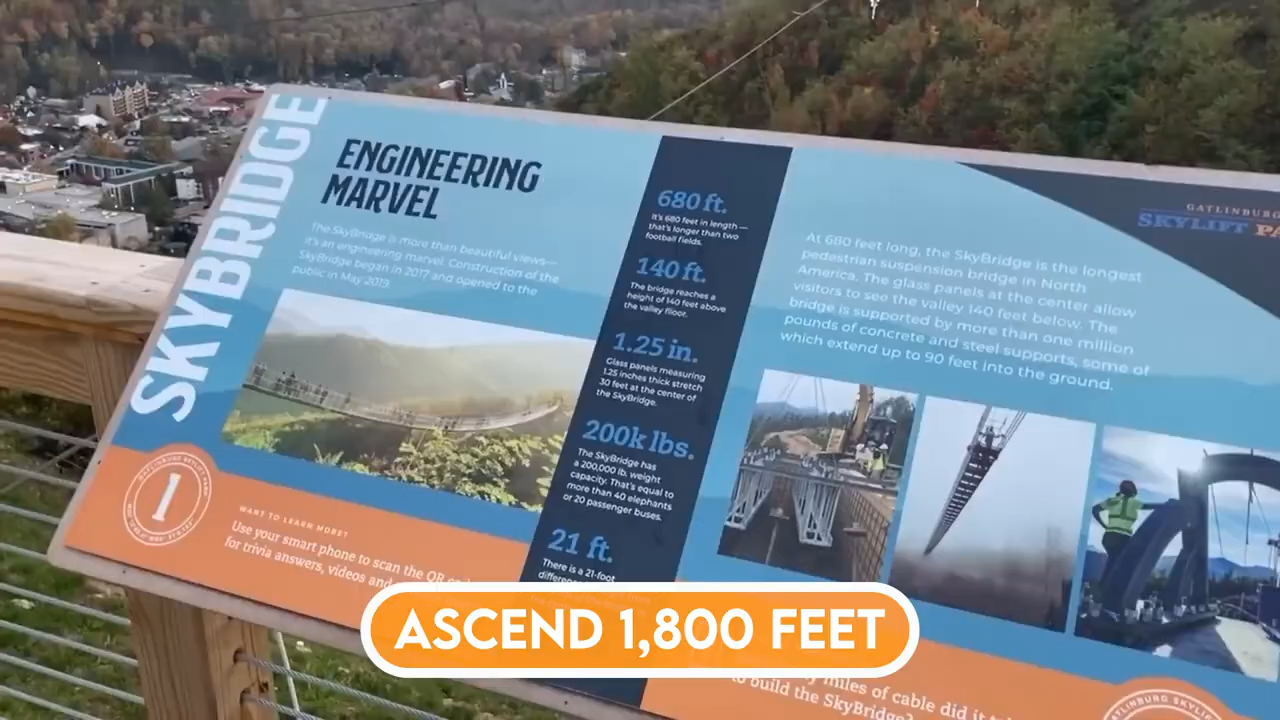 SKYBRIDGE
ENGINEERING
MARVEL
The SkyBridge is more than beautiful views—
it's an engineering marvel. Construction of the
SkyBridge began in 2017 and opened to the
public in May 2019.
680 ft.
It's 680 feet in length —
that's longer than two
football fields.
140 ft.
The bridge reaches a
height of 140 feet above
the valley floor.
1.25 in.
Glass panels measuring
1.25 inches thick stretch
30 feet at the center of
the SkyBridge.
200k lbs.
The SkyBridge has
a 200,000 lb. weight
capacity. That's equal to
more than 40 elephants
or 20 passenger buses.
21 ft.
There is a 21-foot
GATLINBURG
SKYLIFT
At 680 feet long, the SkyBridge is the longest
pedestrian suspension bridge in North
America. The glass panels at the center allow
visitors to see the valley 140 feet below. The
bridge is supported by more than one million
pounds of concrete and steel supports, some of
which extend up to 90 feet into the ground.
1
WANT TO LEARN MORE?
Use your smart phone to scan the QR
for trivia answers, videos and
ASCEND 1,800 FEET
miles of cable did it
to build the SkyBridge?
GATLINBURG